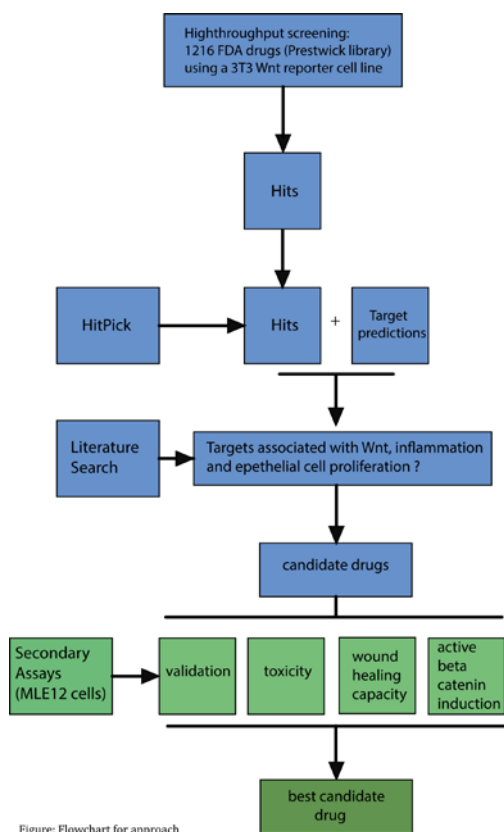 Highthroughput screening:
1216 FDA drugs (Prestwick library)
using a 3T3 Wnt reporter cell line
Hits
HitPick
Hits
+
Target
predictions
Literature
Search
Targets associated with Wnt, inflammation
and epethelial cell proliferation ?
candidate drugs
Secondary
Assays
(MLE12 cells)
validation
toxicity
wound
healing
capacity
active
beta
catenin
induction
best candidate
drug
Figure: Flowchart for approach